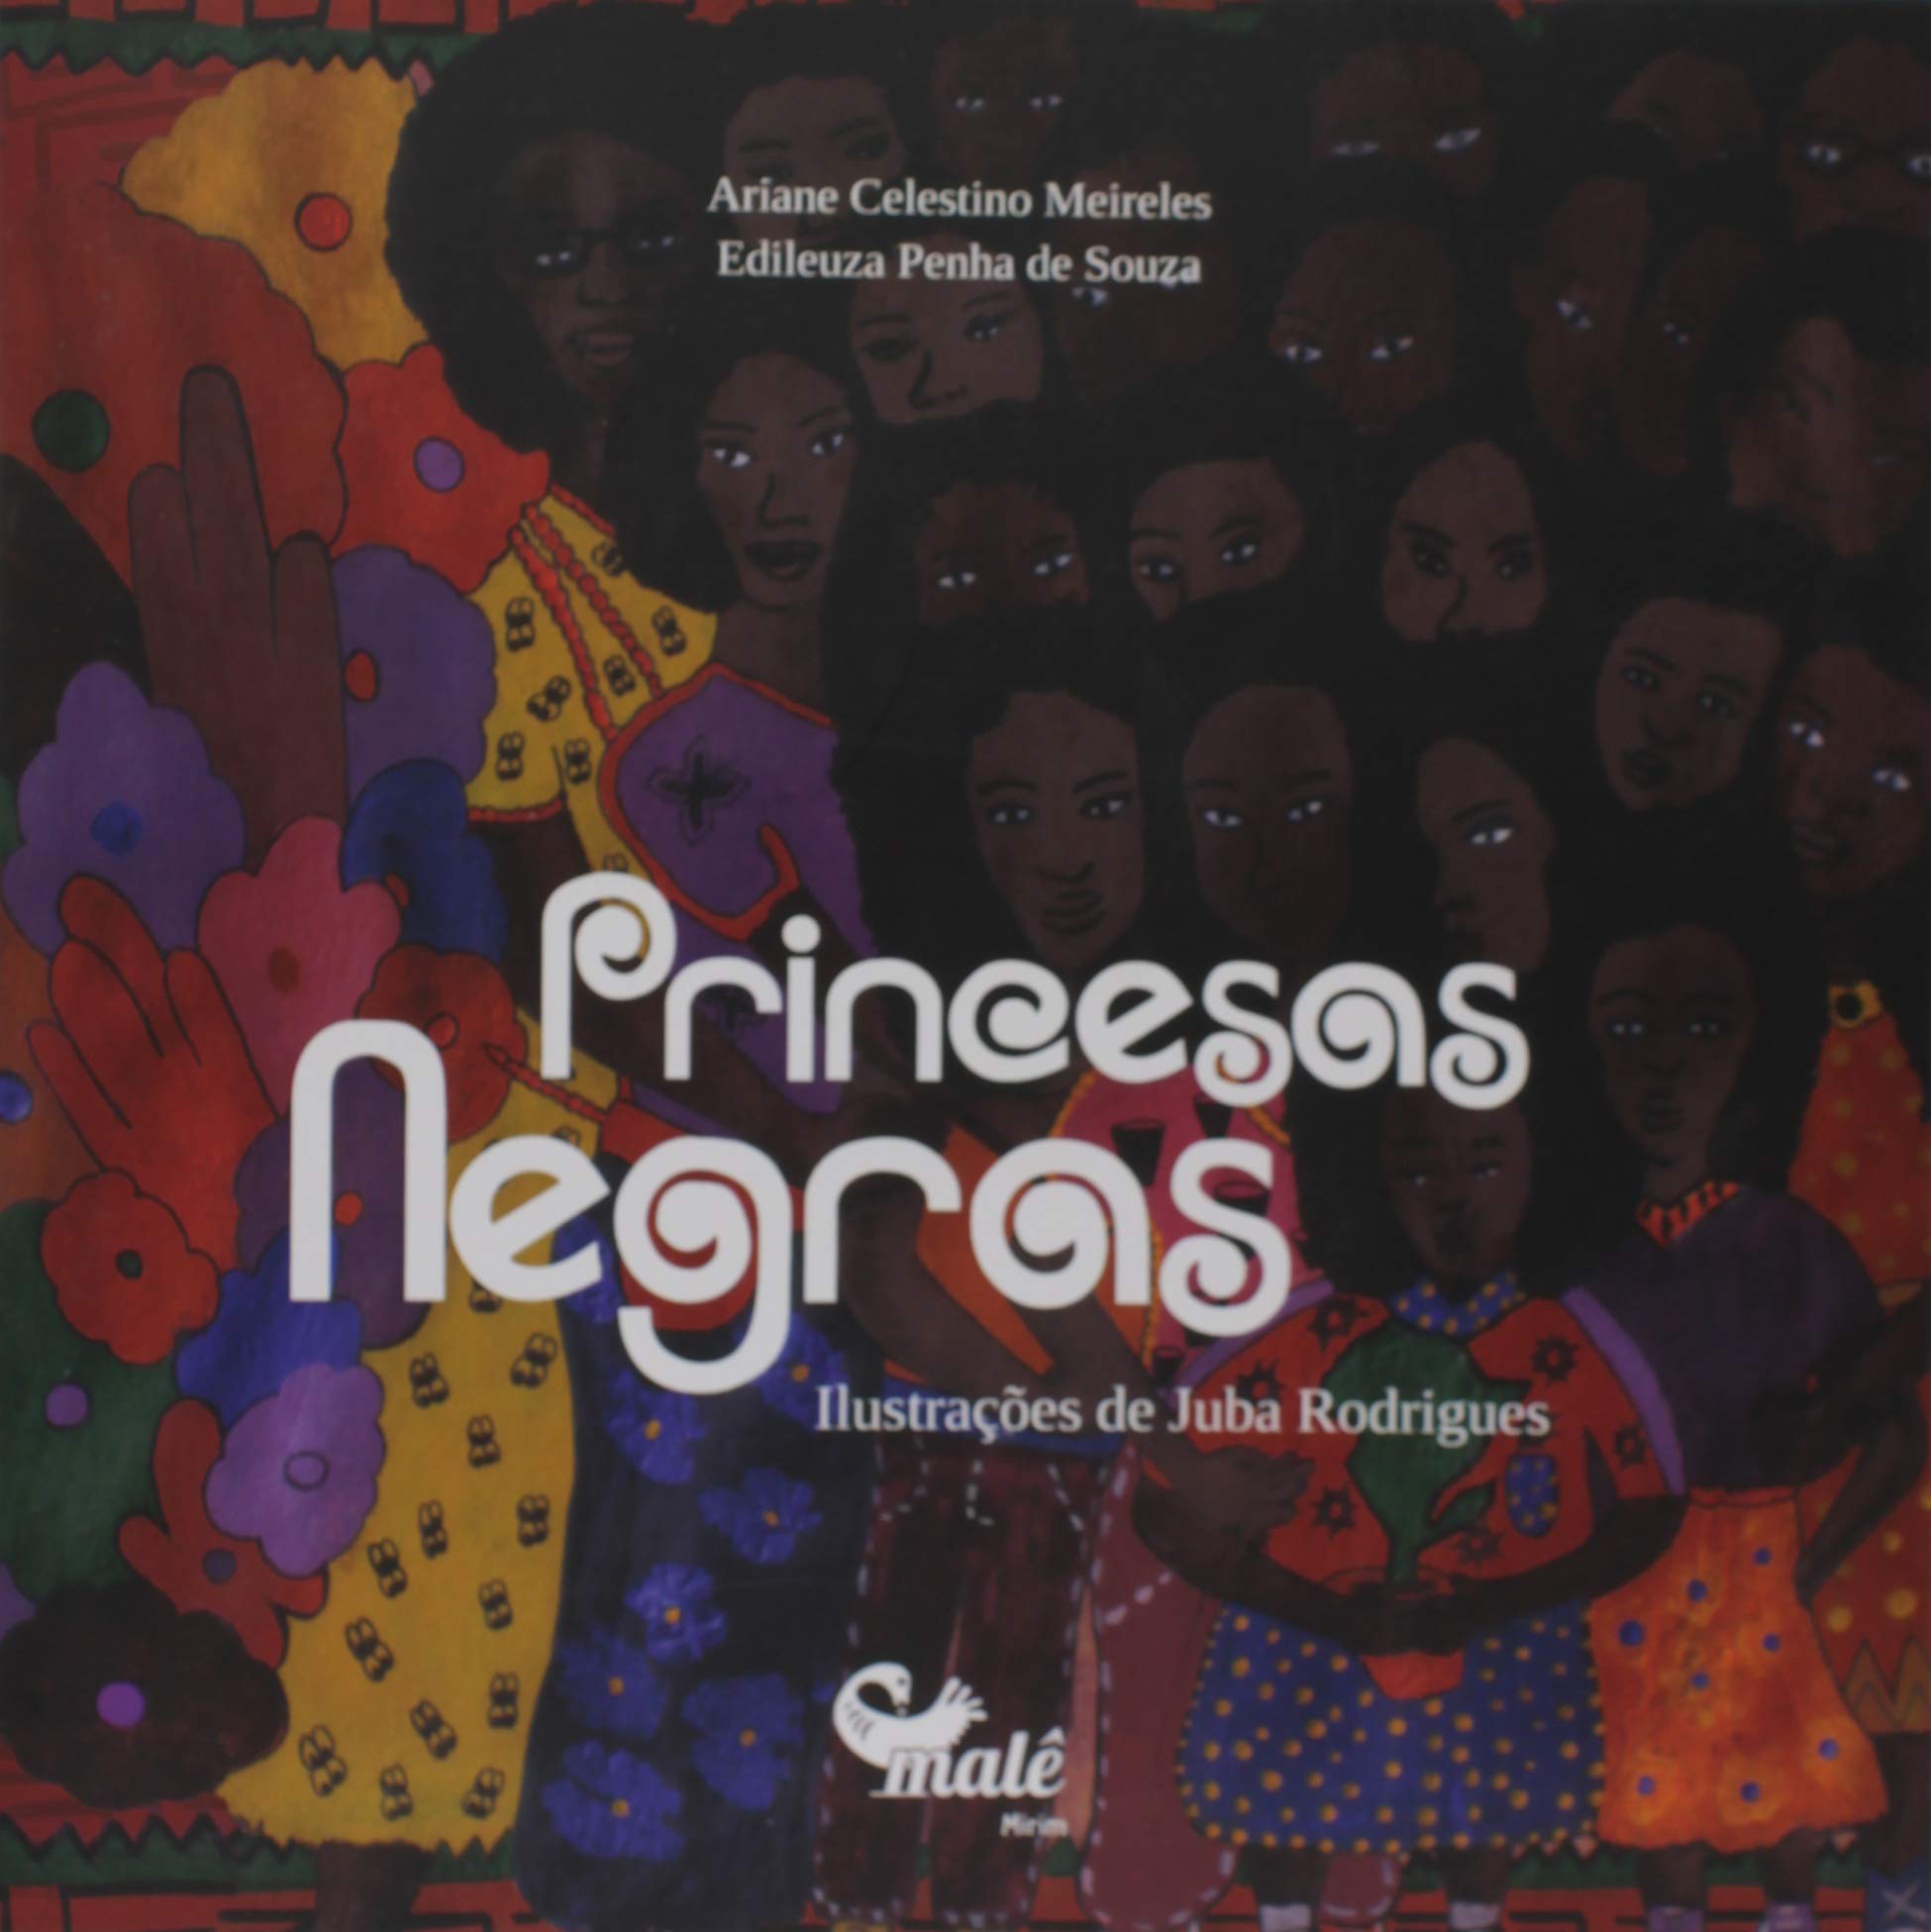 Ariane Celestino Meireles
Edileuza Penha de Souza
Princesas
Negras
Ilustrações de Juba Rodrigues
malê
Mirim